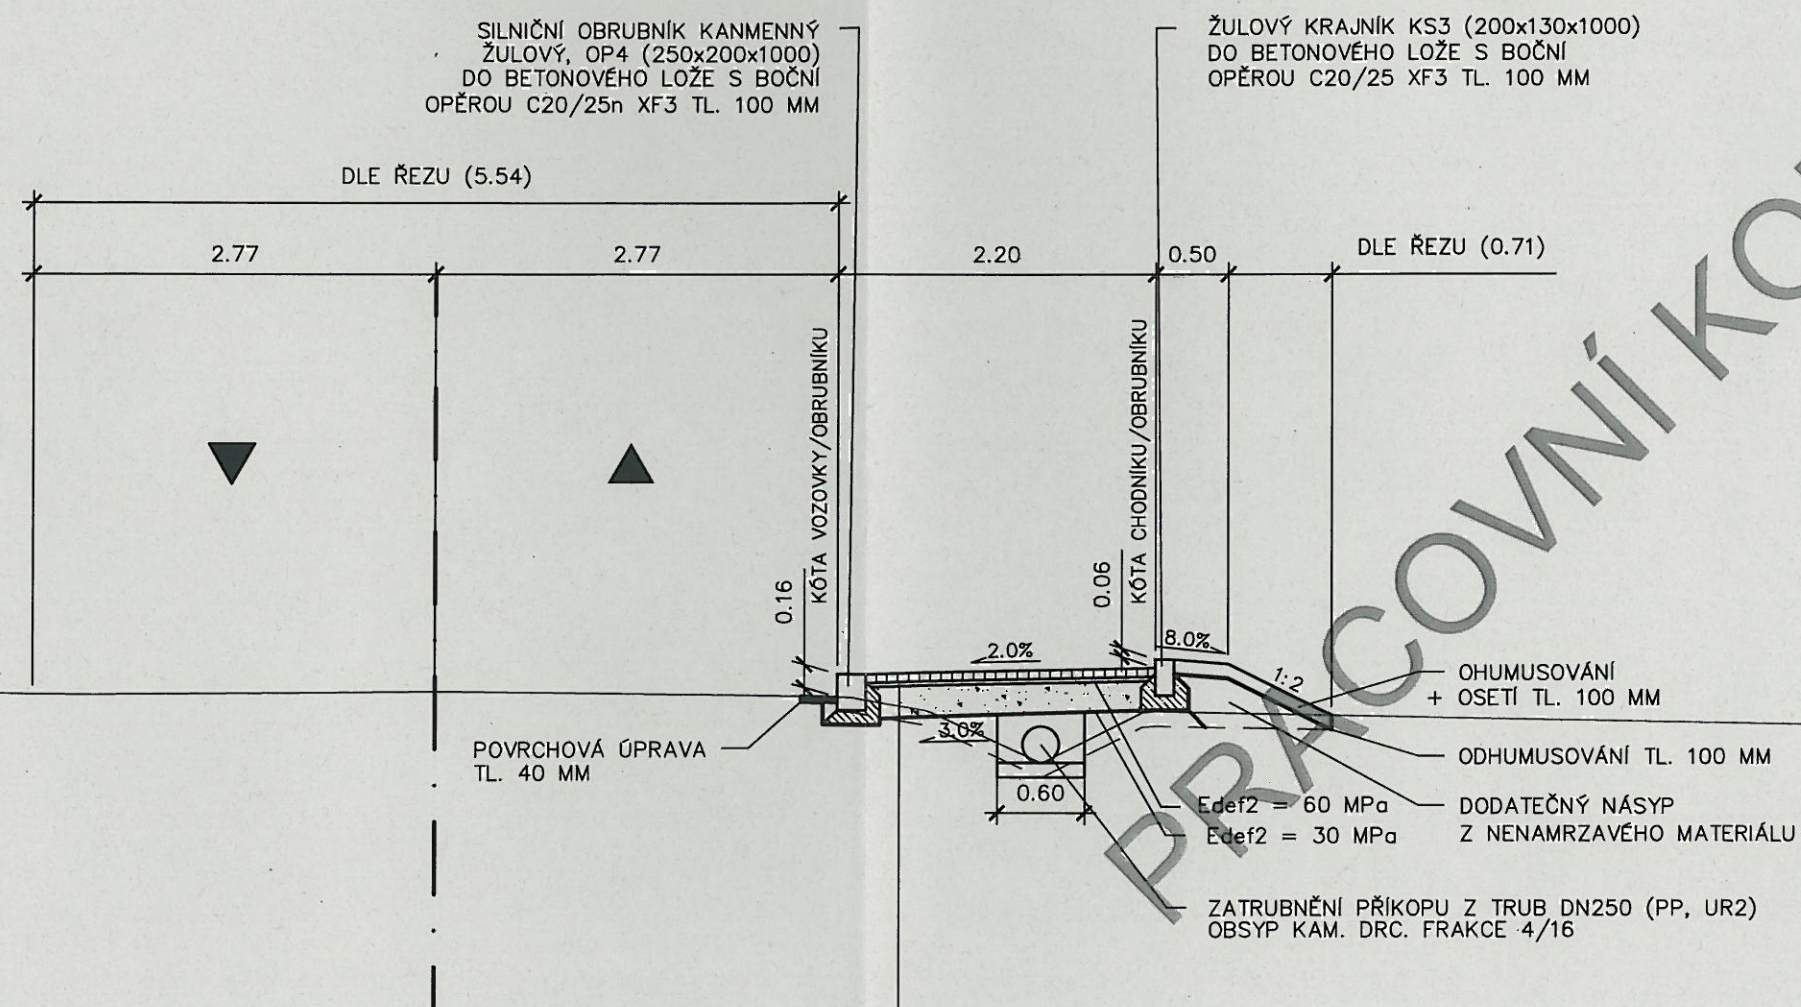 SILNIČNÍ OBRUBNÍK KANMENNÝ
ŽULOVÝ, OP4 (250x200x1000)
DO BETONOVÉHO LOŽE S BOČNÍ
OPĚROU C20/25n XF3 TL. 100 MM
ŽULOVÝ KRAJNÍK KS3 (200x130x1000)
DO BETONOVÉHO LOŽE S BOČNÍ
OPĚROU C20/25 XF3 TL. 100 MM
DLE ŘEZU (5.54)
2.77
2.77
2.20
0.50
DLE ŘEZU (0.71)
0.16
KÓTA VOZOVKY/OBRUBNÍKU
0.06
KÓTA CHODNÍKU/OBRUBNÍKU
2.0%
8.0%
1:2
3.0%
0.60
POVRCHOVÁ ÚPRAVA
TL. 40 MM
OHUMUSOVÁNÍ
+ OSETÍ TL. 100 MM
ODHUMUSOVÁNÍ TL. 100 MM
DODATEČNÝ NÁSYP
Z NENAMRZAVÉHO MATERIÁLU
Edef2 = 60 MPa
Edef2 = 30 MPa
ZATRUBNĚNÍ PŘÍKOPU Z TRUB DN250 (PP, UR2)
OBSYP KAM. DRC. FRAKCE 4/16
PRACOVNÍ